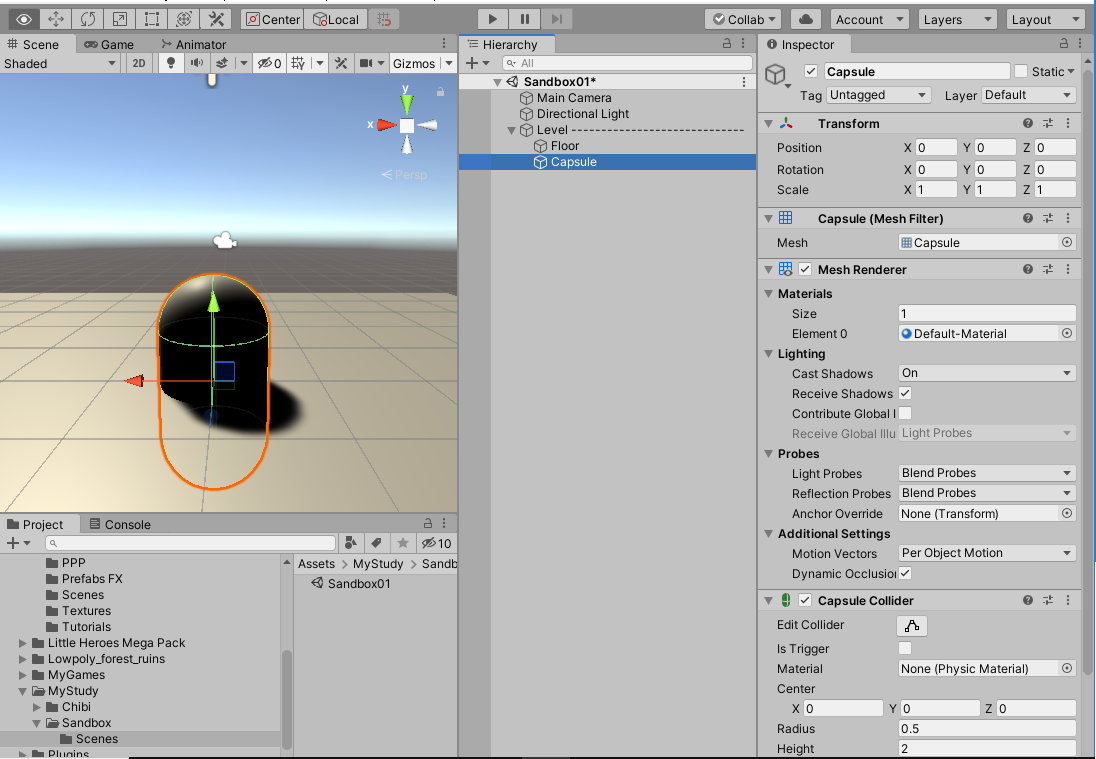 Center Local Collab Account Layers Layout
Scene Game Animator
Shaded 2D 0 Gizmos
y
x
Persp
Hierarchy
All
Sandbox01*
Main Camera
Directional Light
Level ---------------------------
Floor
Capsule
Inspector
Capsule Static
Tag Untagged Layer Default
Transform
Position X 0 Y 0 Z 0
Rotation X 0 Y 0 Z 0
Scale X 1 Y 1 Z 1
Capsule (Mesh Filter)
Mesh Capsule
Mesh Renderer
Materials
Size 1
Element 0 Default-Material
Lighting
Cast Shadows On
Receive Shadows
Contribute Global I
Receive Global Illu Light Probes
Probes
Light Probes Blend Probes
Reflection Probes Blend Probes
Anchor Override None (Transform)
Additional Settings
Motion Vectors Per Object Motion
Dynamic Occlusion
Capsule Collider
Edit Collider
Is Trigger
Material None (Physic Material)
Center
X 0 Y 0 Z 0
Radius 0.5
Height 2
Project Console
10
PPP
Prefabs FX
Scenes
Textures
Tutorials
Little Heroes Mega Pack
Lowpoly_forest_ruins
MyGames
MyStudy
Chibi
Sandbox
Scenes
Plugins
Assets > MyStudy > Sandb
Sandbox01